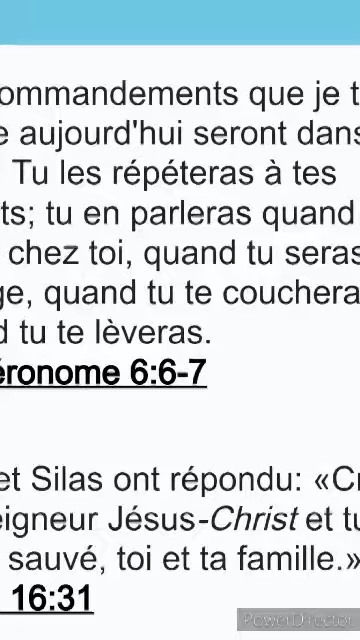 ommandements que je t
e aujourd'hui seront dans
Tu les répéteras à tes
ts; tu en parleras quand
chez toi, quand tu seras
ge, quand tu te couchera
d tu te lèveras.
éronome 6:6-7
et Silas ont répondu: «Cr
eigneur Jésus-Christ et tu
sauvé, toi et ta famille.»
16:31
PowerDirector